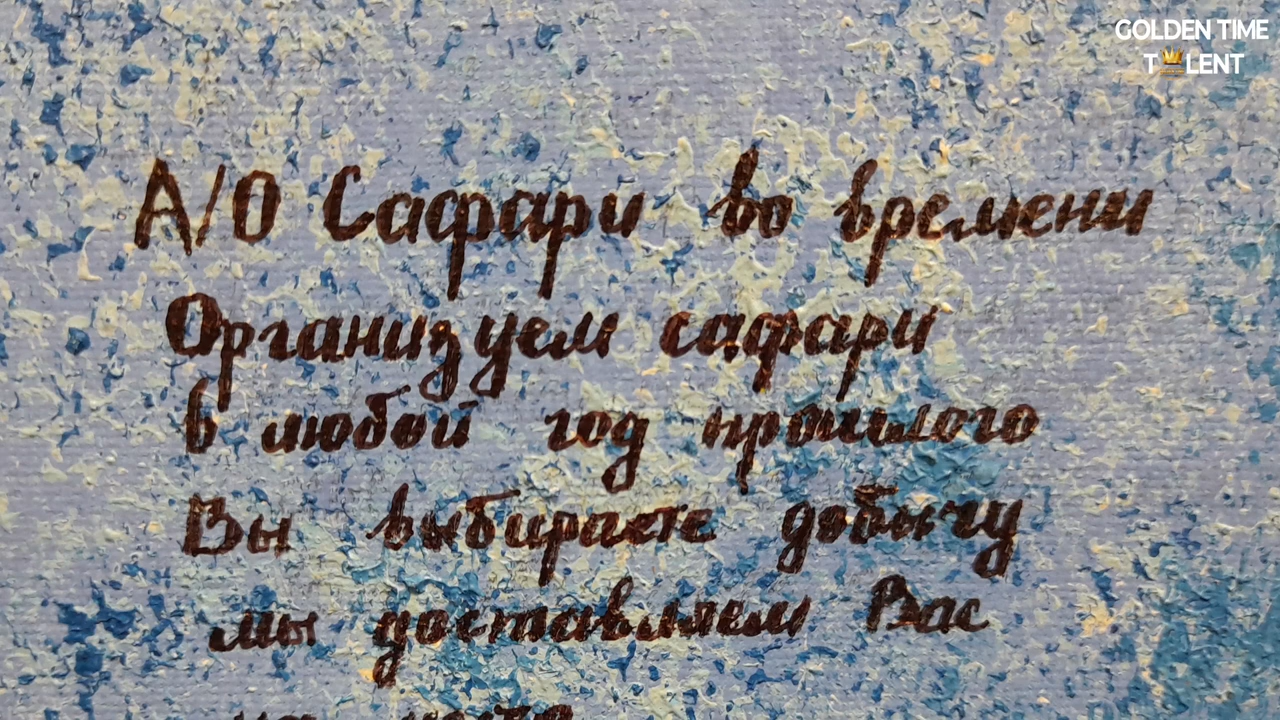 GOLDEN TIME
TALENT
А/О Сафари во времени
Организуем сафари
в любой год прошлого
Вы выбираете добычу
мы доставляем Вас